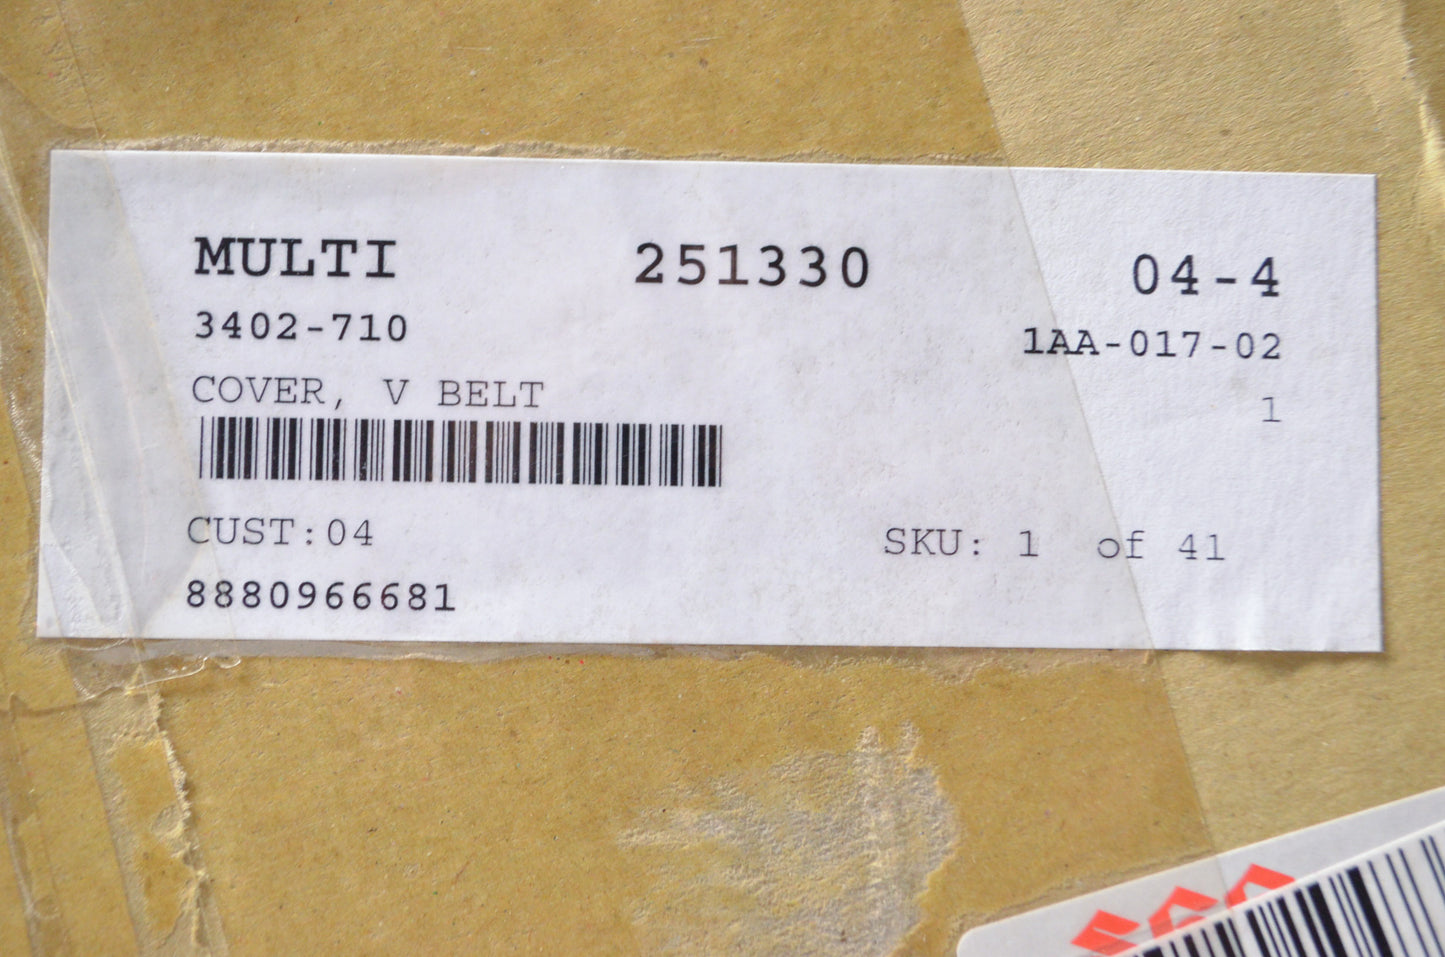 MULTI 251330 04-4
3402-710 1AA-017-02
COVER, V BELT 1
CUST:04 SKU: 1 of 41
8880966681